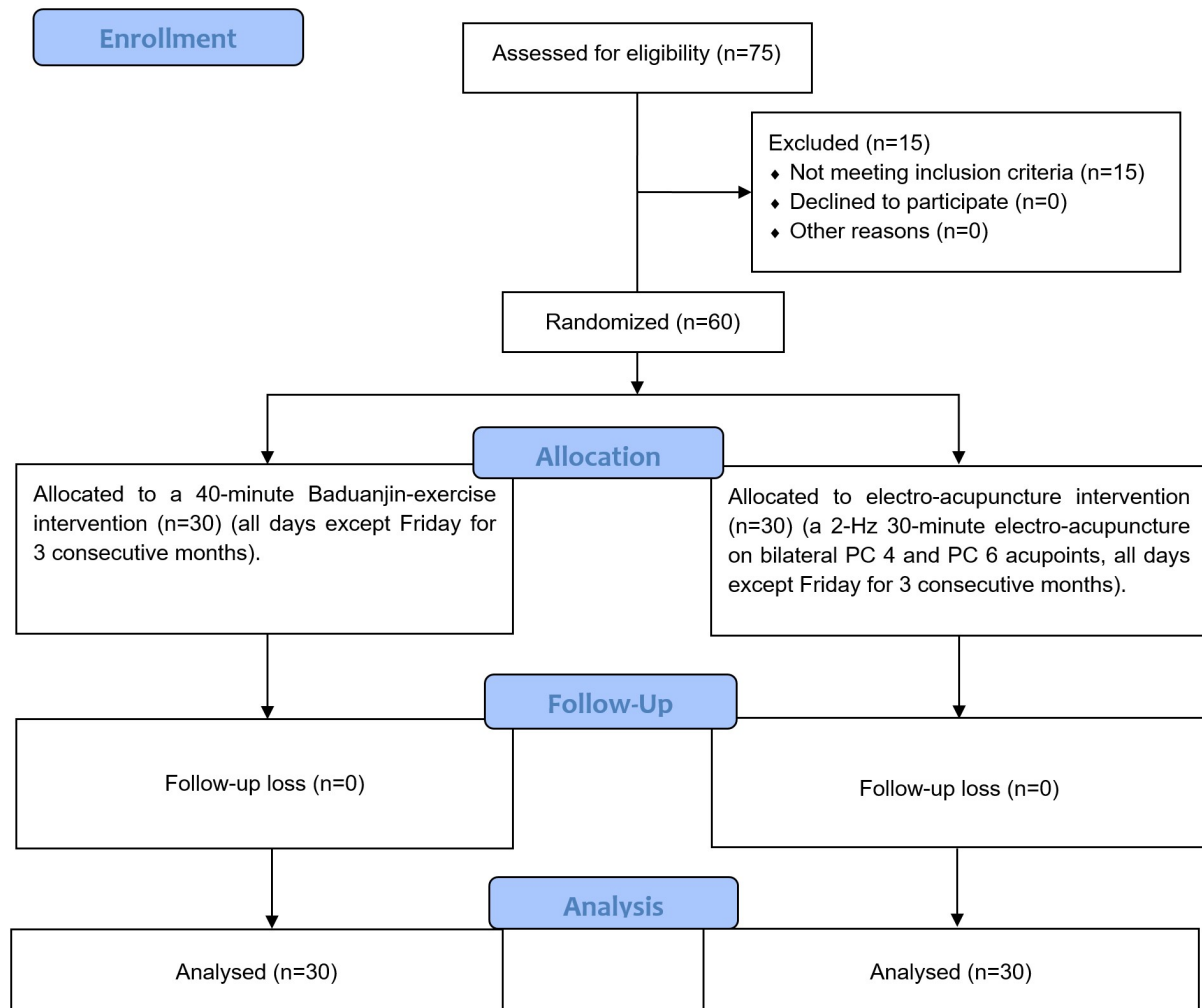 Enrollment
Assessed for eligibility (n=75)
Excluded (n=15)
♦ Not meeting inclusion criteria (n=15)
♦ Declined to participate (n=0)
♦ Other reasons (n=0)
Randomized (n=60)
Allocation
Allocated to a 40-minute Baduanjin-exercise
intervention (n=30) (all days except Friday for
3 consecutive months).
Allocated to electro-acupuncture intervention
(n=30) (a 2-Hz 30-minute electro-acupuncture
on bilateral PC 4 and PC 6 acupoints, all days
except Friday for 3 consecutive months).
Follow-Up
Follow-up loss (n=0)
Follow-up loss (n=0)
Analysis
Analysed (n=30)
Analysed (n=30)